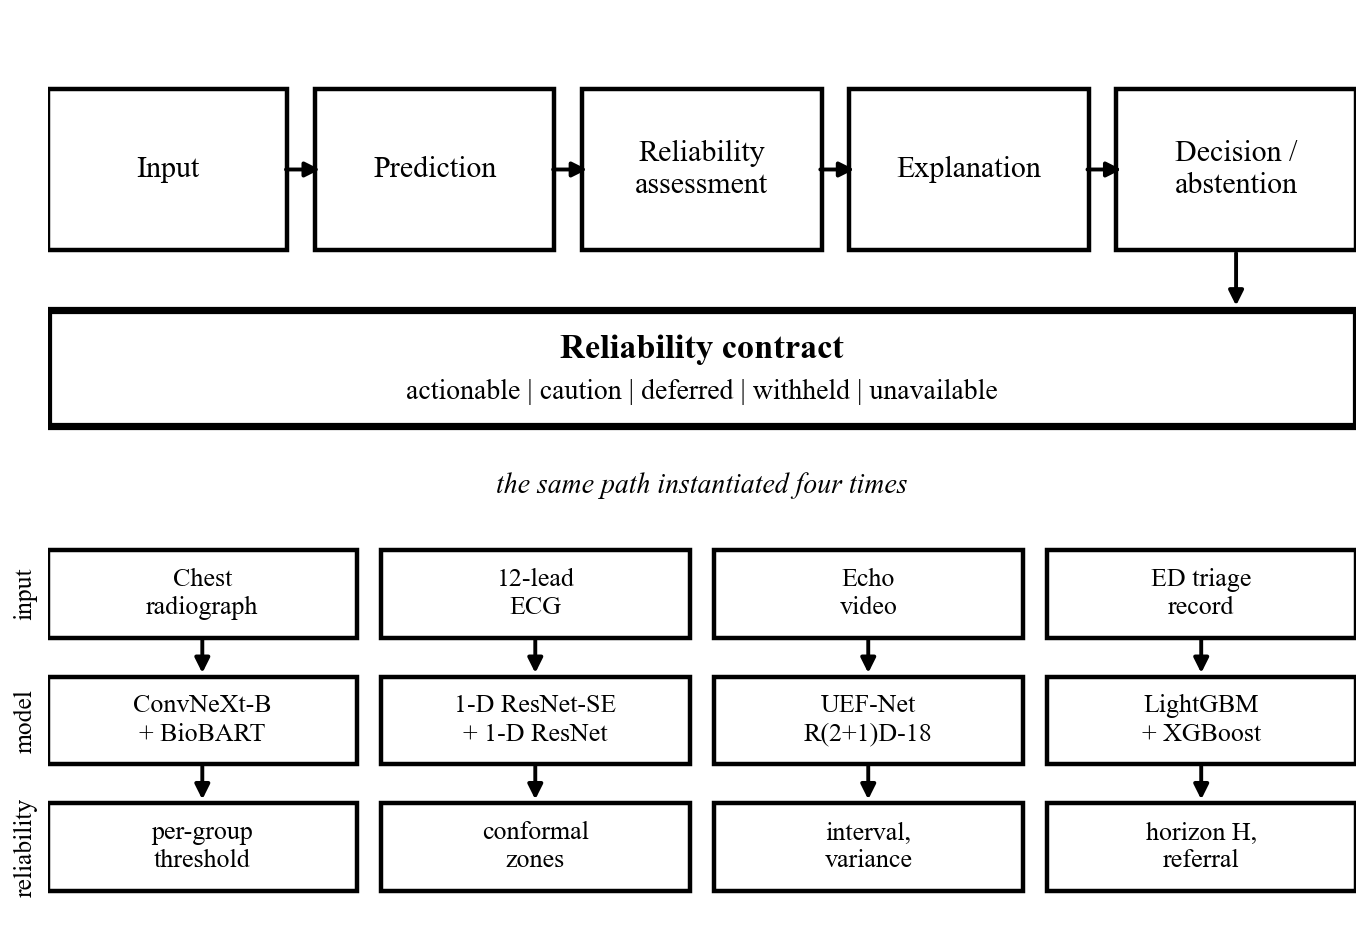 Input
Prediction
Reliability
assessment
Explanation
Decision /
abstention
Reliability contract
actionable | caution | deferred | withheld | unavailable
the same path instantiated four times
input
Chest
radiograph
12-lead
ECG
Echo
video
ED triage
record
model
ConvNeXt-B
+ BioBART
1-D ResNet-SE
+ 1-D ResNet
UEF-Net
R(2+1)D-18
LightGBM
+ XGBoost
reliability
per-group
threshold
conformal
zones
interval,
variance
horizon H,
referral